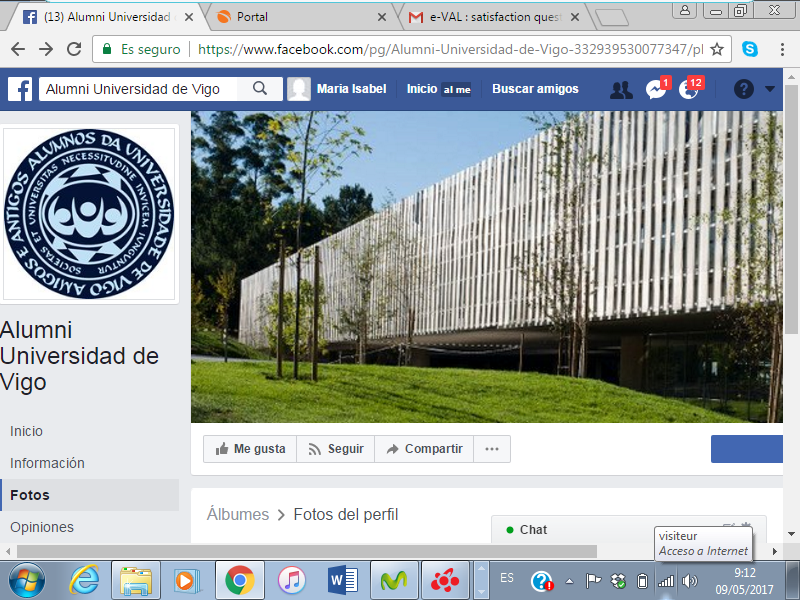 (13) Alumni Universidad
Portal
e-VAL : satisfaction quest
Es seguro
https://www.facebook.com/pg/Alumni-Universidad-de-Vigo-332939530077347/pl
Alumni Universidad de Vigo
Maria Isabel
Inicio
al me
Buscar amigos
1
12
ANTIGOS ALUMNOS DA UNIVERSIDADE DE VIGO AMIGOS E
SOCIETAS ET UNIVERSITAS NECESSITUDINE INVICEM IUNGUNTUR
Alumni
Universidad de
Vigo
Inicio
Información
Fotos
Opiniones
Me gusta
Seguir
Compartir
Álbumes
Fotos del perfil
Chat
visiteur
Acceso a Internet
ES
9:12
09/05/2017